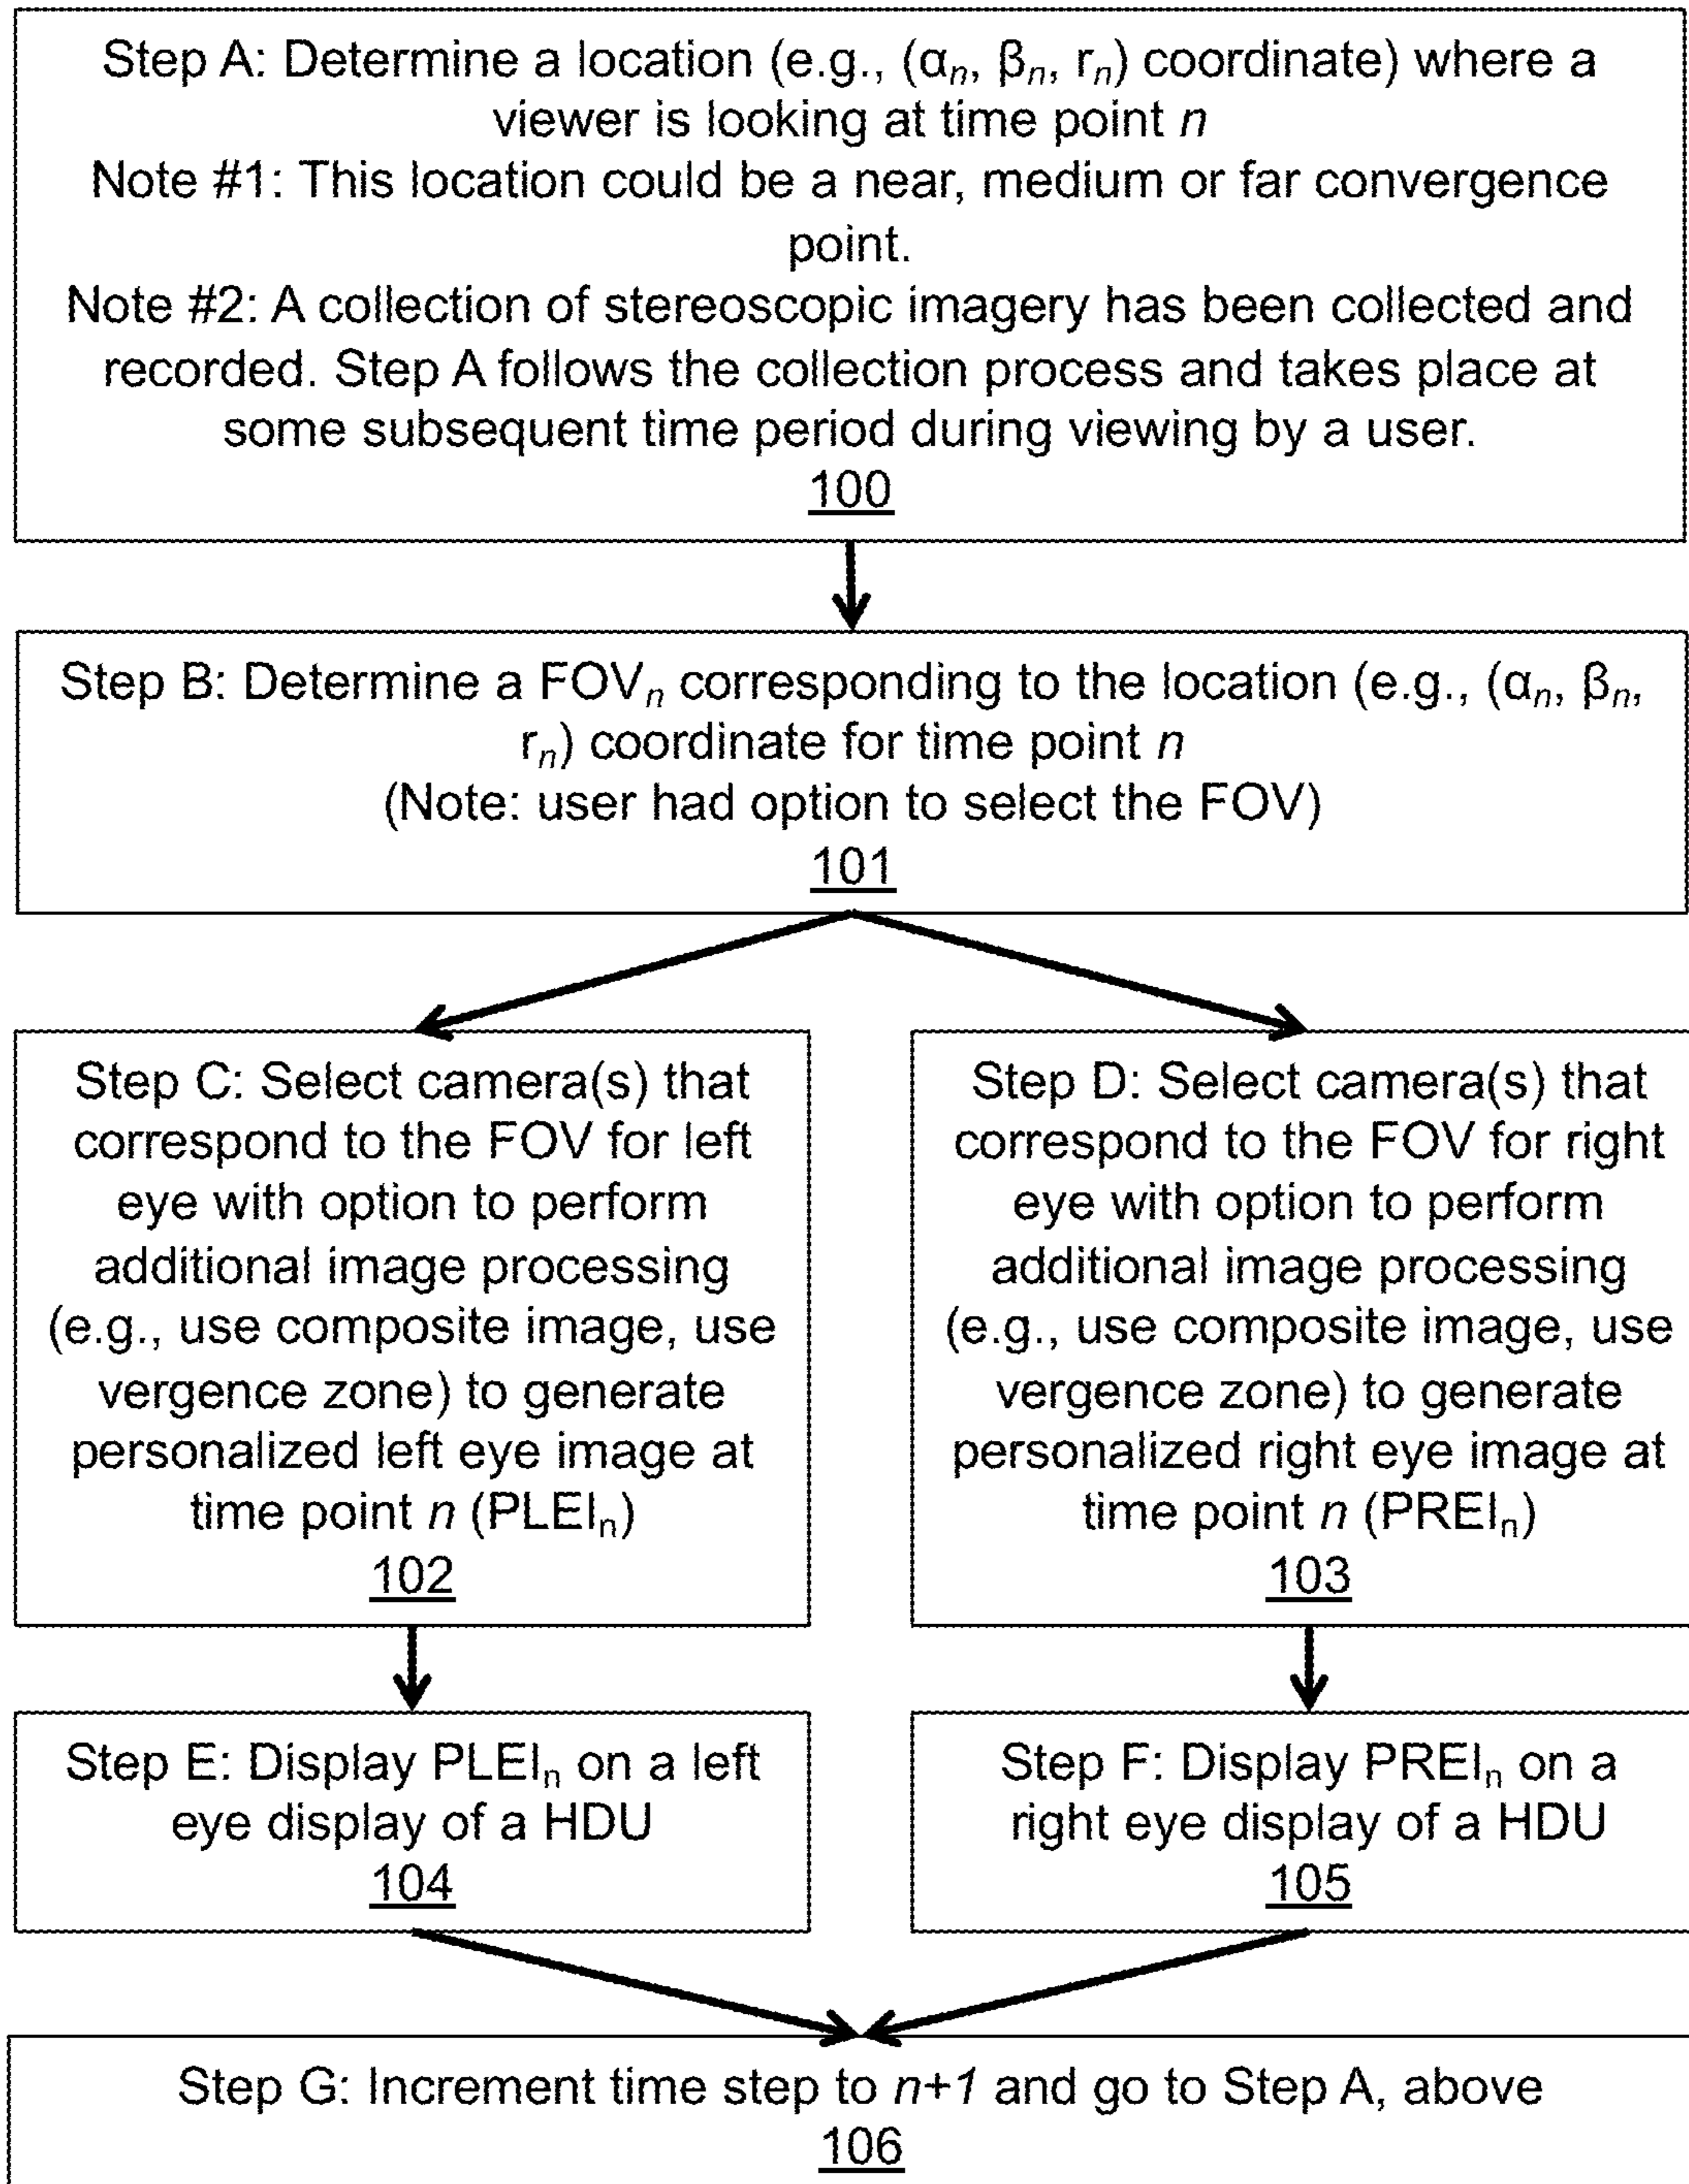 Step A: Determine a location (e.g., (αn, βn, rn) coordinate) where a
viewer is looking at time point n
Note #1: This location could be a near, medium or far convergence
point.
Note #2: A collection of stereoscopic imagery has been collected and
recorded. Step A follows the collection process and takes place at
some subsequent time period during viewing by a user.
100
Step B: Determine a FOVn corresponding to the location (e.g., (αn, βn,
rn) coordinate for time point n
(Note: user had option to select the FOV)
101
Step C: Select camera(s) that
correspond to the FOV for left
eye with option to perform
additional image processing
(e.g., use composite image, use
vergence zone) to generate
personalized left eye image at
time point n (PLEIn)
102
Step D: Select camera(s) that
correspond to the FOV for right
eye with option to perform
additional image processing
(e.g., use composite image, use
vergence zone) to generate
personalized right eye image at
time point n (PREIn)
103
Step E: Display PLEIn on a left
eye display of a HDU
104
Step F: Display PREIn on a
right eye display of a HDU
105
Step G: Increment time step to n+1 and go to Step A, above
106